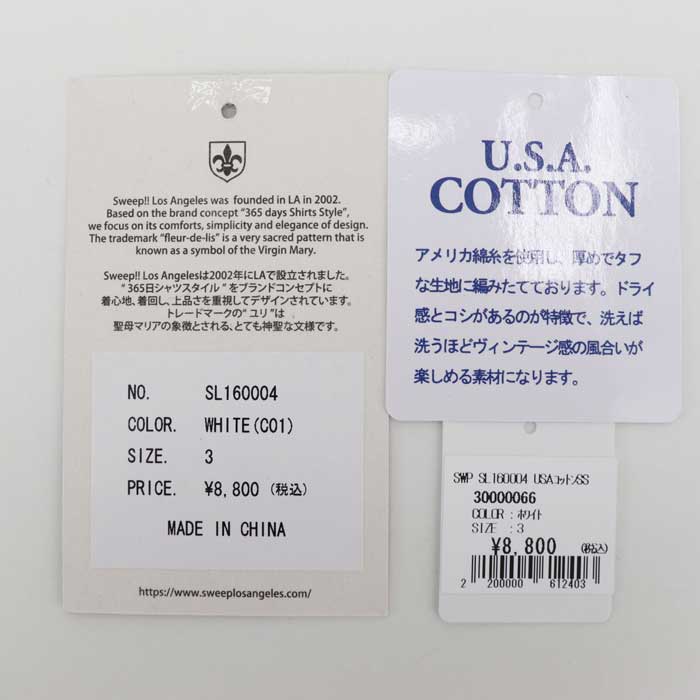 Sweep!! Los Angeles was founded in LA in 2002.
Based on the brand concept "365 days Shirts Style",
we focus on its comforts, simplicity and elegance of design.
The trademark "fleur-de-lis" is a very sacred pattern that is
known as a symbol of the Virgin Mary.
Sweep!! Los Angelesは2002年にLAで設立されました。
"365日シャツスタイル" をブランドコンセプトに
着心地、着回し、上品さを重視してデザインされています。
トレードマークの" ユリ" は
聖母マリアの象徴とされる、とても神聖な文様です。
NO. SL160004
COLOR. WHITE(C01)
SIZE. 3
PRICE. ¥8,800 (税込)
MADE IN CHINA
https://www.sweeplosangeles.com/
U.S.A.
COTTON
アメリカ綿糸を使用し、厚めでタフ
な生地に編みたてております。ドライ
感とコシがあるのが特徴で、洗えば
洗うほどヴィンテージ感の風合いが
楽しめる素材になります。
SWP SL160004 USAコットンSS
30000066
COLOR : ホワイト
SIZE : 3
¥8,800 (税込)
2 200000 612403